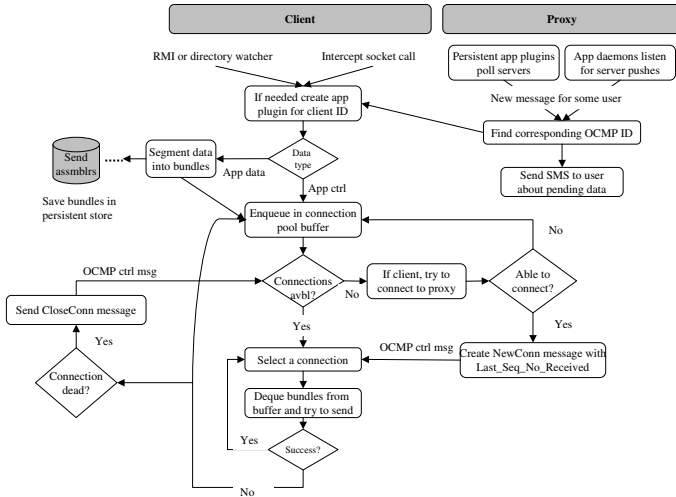 Client
Proxy
RMI or directory watcher
Intercept socket call
Persistent app plugins
poll servers
App daemons listen
for server pushes
If needed create app
plugin for client ID
New message for some user
Find corresponding OCMP ID
Send
assmblrs
Segment data
into bundles
Data
type
App data
Send SMS to user
about pending data
App ctrl
Save bundles in
persistent store
Enqueue in connection
pool buffer
No
OCMP ctrl msg
Connections
avbl?
No
If client, try to
connect to proxy
Able to
connect?
Send CloseConn message
Yes
Yes
Yes
OCMP ctrl msg
Select a connection
Create NewConn message with
Last_Seq_No_Received
Connection
dead?
Deque bundles from
buffer and try to send
Yes
Success?
No